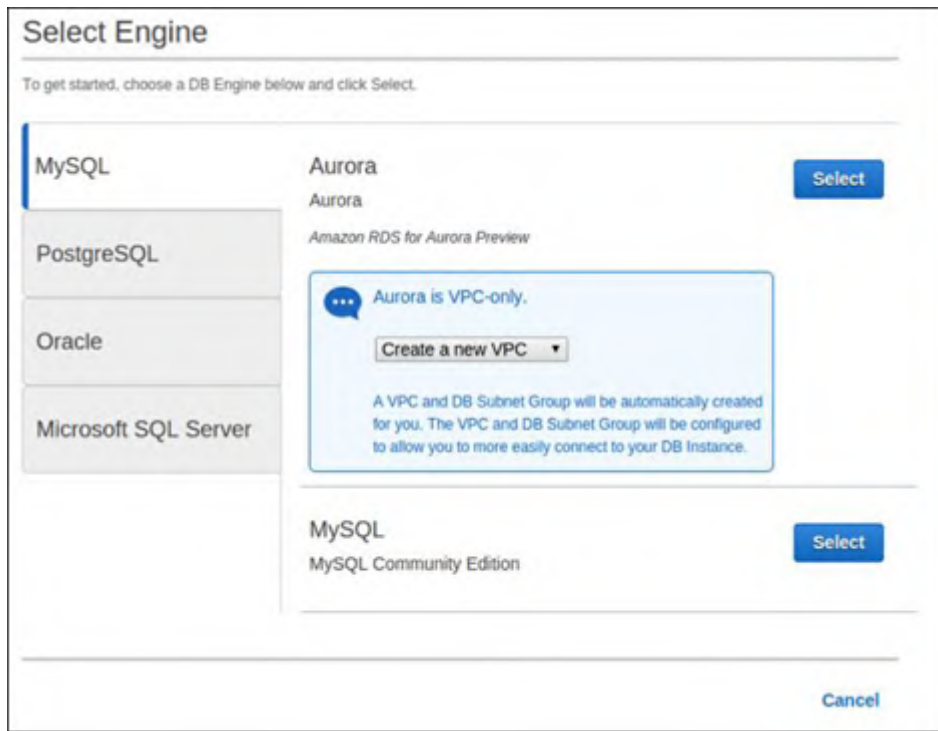 Select Engine
To get started, choose a DB Engine below and click Select.
MySQL
PostgreSQL
Oracle
Microsoft SQL Server
Aurora
Select
Aurora
Amazon RDS for Aurora Preview
Aurora is VPC-only.
Create a new VPC
A VPC and DB Subnet Group will be automatically created
for you. The VPC and DB Subnet Group will be configured
to allow you to more easily connect to your DB Instance.
MySQL
Select
MySQL Community Edition
Cancel